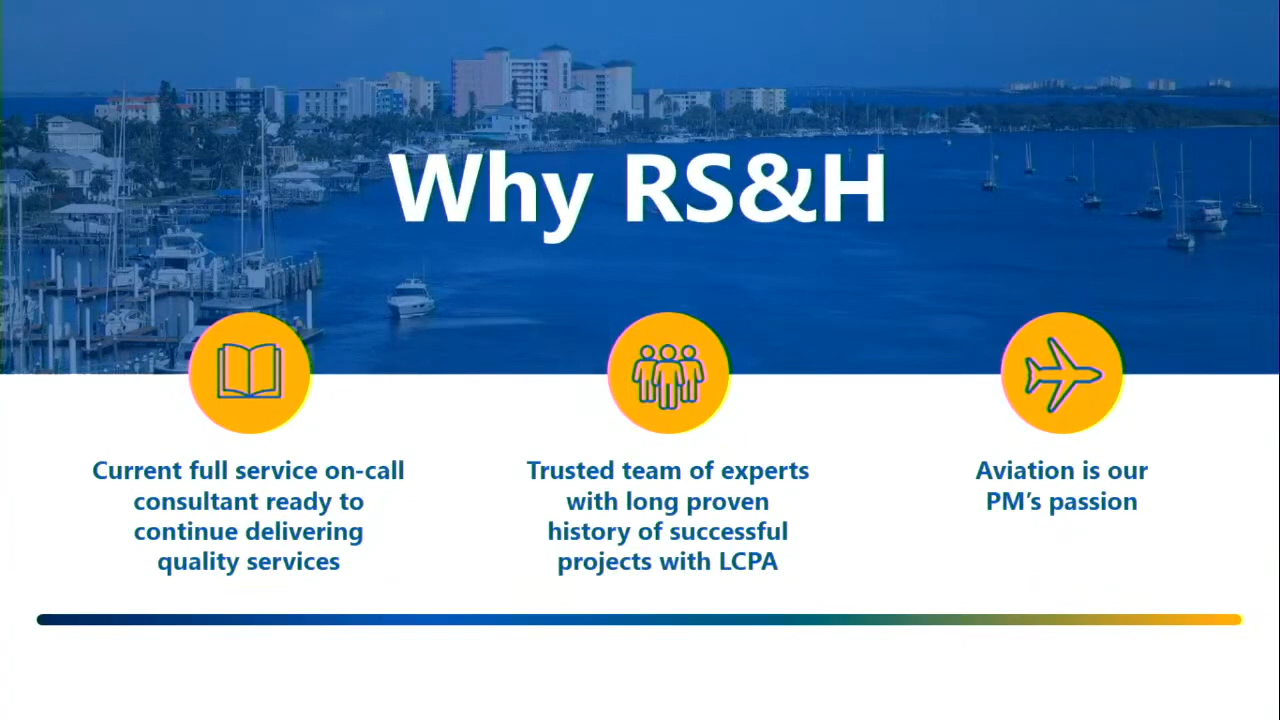 Why RS&H
Current full service on-call
consultant ready to
continue delivering
quality services
Trusted team of experts
with long proven
history of successful
projects with LCPA
Aviation is our
PM’s passion